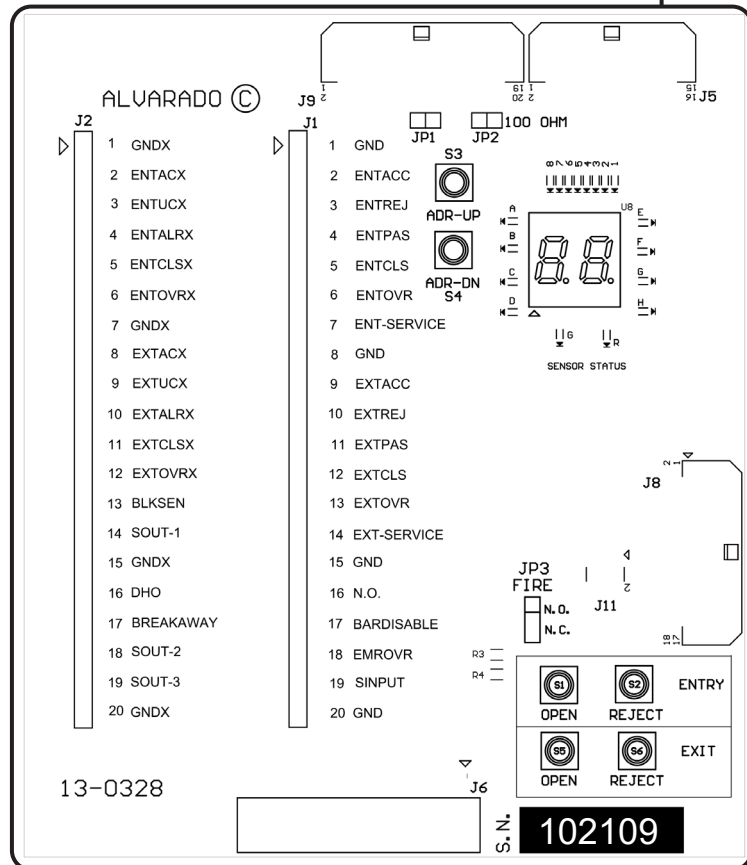 ALVARADO ©
J9
1
2
19
20
1
2
15
16
J5
J2
J1
JP1
JP2
100 OHM
1 GNDX
2 ENTACX
3 ENTUCX
4 ENTALRX
5 ENTCLSX
6 ENTOVRX
7 GNDX
8 EXTACX
9 EXTUCX
10 EXTALRX
11 EXTCLSX
12 EXTOVRX
13 BLKSEN
14 SOUT-1
15 GNDX
16 DHO
17 BREAKAWAY
18 SOUT-2
19 SOUT-3
20 GNDX
1 GND
2 ENTACC
3 ENTREJ
4 ENTPAS
5 ENTCLS
6 ENTOVR
7 ENT-SERVICE
8 GND
9 EXTACC
10 EXTREJ
11 EXTPAS
12 EXTCLS
13 EXTOVR
14 EXT-SERVICE
15 GND
16 N.O.
17 BARDISABLE
18 EMROVR
19 SINPUT
20 GND
S3
ADR-UP
ADR-DN
S4
8 7 6 5 4 3 2 1
U8
A
B
C
D
E
F
G
H
8.8.
G
R
SENSOR STATUS
2
1
J8
18
17
JP3
FIRE
N.O.
N.C.
J11
2
R3
R4
S1
OPEN
S2
REJECT
ENTRY
S5
OPEN
S6
REJECT
EXIT
13-0328
J6
S.N.
102109